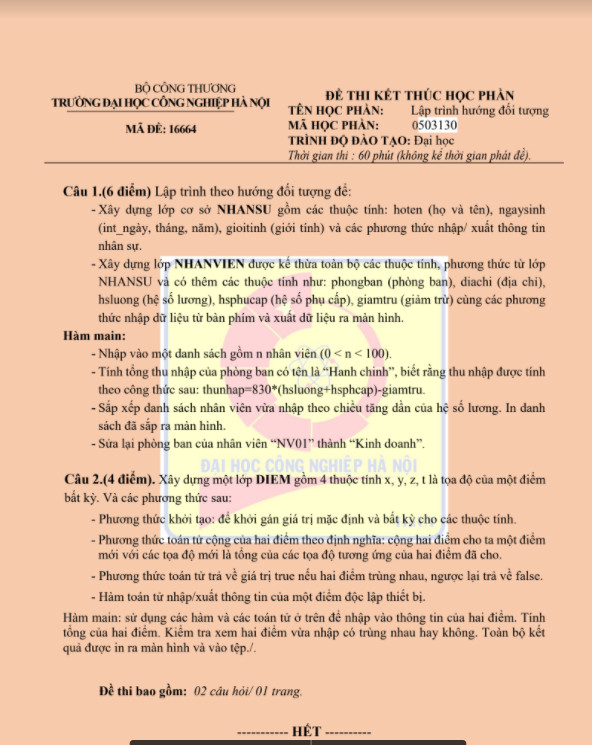 BỘ CÔNG THƯƠNG
TRƯỜNG ĐẠI HỌC CÔNG NGHIỆP HÀ NỘI
MÃ ĐỀ: 16664
ĐỀ THI KẾT THÚC HỌC PHẦN
TÊN HỌC PHẦN: Lập trình hướng đối tượng
MÃ HỌC PHẦN: 0503130
TRÌNH ĐỘ ĐÀO TẠO: Đại học
Thời gian thi : 60 phút (không kể thời gian phát đề).
Câu 1.(6 điểm) Lập trình theo hướng đối tượng để:
- Xây dựng lớp cơ sở NHANSU gồm các thuộc tính: hoten (họ và tên), ngaysinh
(int_ngày, tháng, năm), gioitinh (giới tính) và các phương thức nhập/ xuất thông tin
nhân sự.
- Xây dựng lớp NHANVIEN được kế thừa toàn bộ các thuộc tính, phương thức từ lớp
NHANSU và có thêm các thuộc tính như: phongban (phòng ban), diachi (địa chỉ),
hsluong (hệ số lương), hsphucap (hệ số phụ cấp), giamtru (giảm trừ) cùng các phương
thức nhập dữ liệu từ bàn phím và xuất dữ liệu ra màn hình.
Hàm main:
- Nhập vào một danh sách gồm n nhân viên (0 < n < 100).
- Tính tổng thu nhập của phòng ban có tên là “Hanh chinh”, biết rằng thu nhập được tính
theo công thức sau: thunhap=830*(hsluong+hsphcap)-giamtru.
- Sắp xếp danh sách nhân viên vừa nhập theo chiều tăng dần của hệ số lương. In danh
sách đã sắp ra màn hình.
- Sửa lại phòng ban của nhân viên “NV01” thành “Kinh doanh”.
ĐẠI HỌC CÔNG NGHIỆP HÀ NỘI
Câu 2.(4 điểm). Xây dựng một lớp DIEM gồm 4 thuộc tính x, y, z, t là tọa độ của một điểm
bất kỳ. Và các phương thức sau:
- Phương thức khởi tạo: để khởi gán giá trị mặc định và bất kỳ cho các thuộc tính.
- Phương thức toán tử cộng của hai điểm theo định nghĩa: cộng hai điểm cho ta một điểm
mới với các tọa độ mới là tổng của các tọa độ tương ứng của hai điểm đã cho.
- Phương thức toán tử trả về giá trị true nếu hai điểm trùng nhau, ngược lại trả về false.
- Hàm toán tử nhập/xuất thông tin của một điểm độc lập thiết bị.
Hàm main: sử dụng các hàm và các toán tử ở trên để nhập vào thông tin của hai điểm. Tính
tổng của hai điểm. Kiểm tra xem hai điểm vừa nhập có trùng nhau hay không. Toàn bộ kết
quả được in ra màn hình và vào tệp./.
Đề thi bao gồm: 02 câu hỏi/ 01 trang.
----------- HẾT ----------